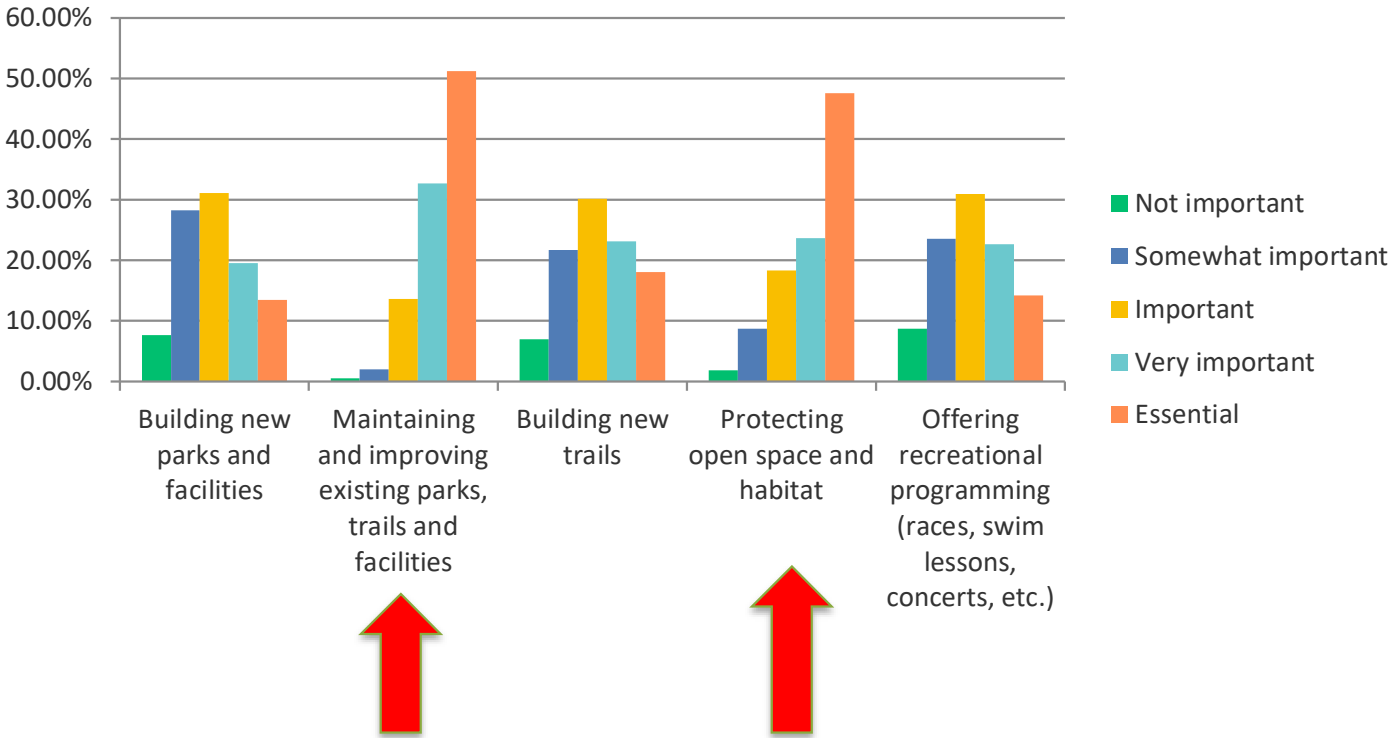 60.00%
50.00%
40.00%
30.00%
20.00%
10.00%
0.00%
Building new
parks and
facilities
Maintaining
and improving
existing parks,
trails and
facilities
Building new
trails
Protecting
open space and
habitat
Offering
recreational
programming
(races, swim
lessons,
concerts, etc.)
Not important
Somewhat important
Important
Very important
Essential